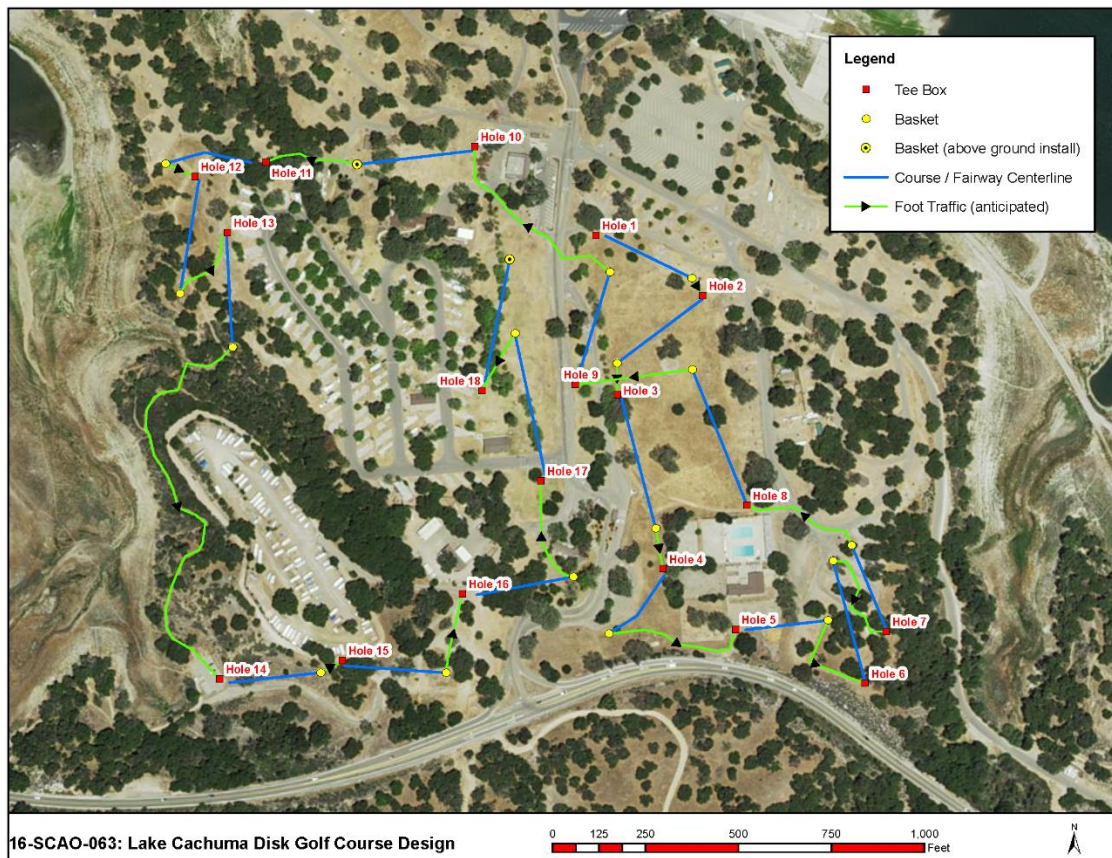 Legend
Tee Box
Basket
Basket (above ground install)
Course / Fairway Centerline
Foot Traffic (anticipated)
Hole 10
Hole 12
Hole 11
Hole 1
Hole 13
Hole 2
Hole 18
Hole 9
Hole 3
Hole 17
Hole 8
Hole 4
Hole 16
Hole 5
Hole 7
Hole 15
Hole 14
Hole 6
16-SCAO-063: Lake Cachuma Disk Golf Course Design
0 125 250 500 750 1,000
Feet
N